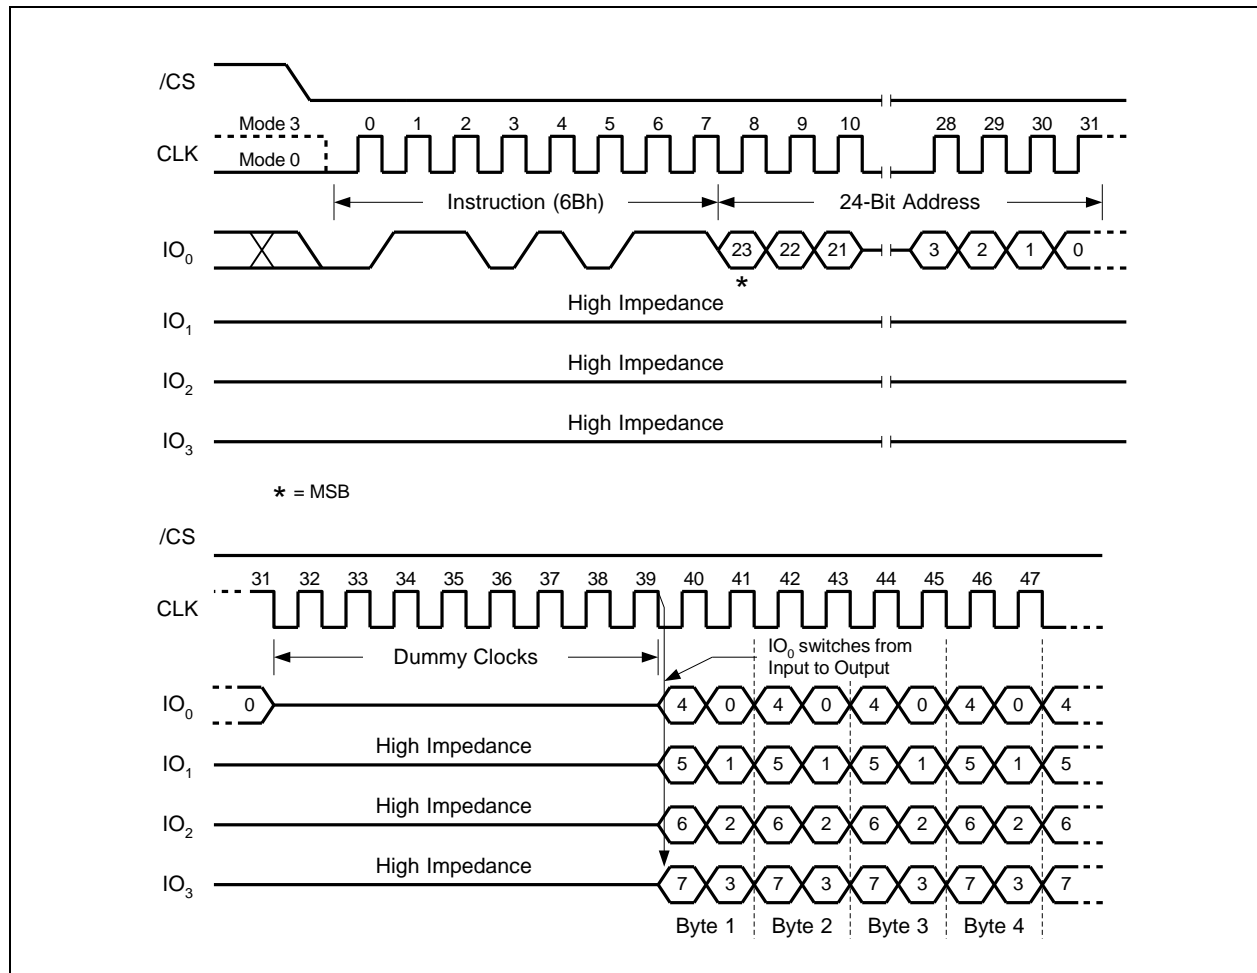 /CS
Mode 3
0 1 2 3 4 5 6 7 8 9 10 28 29 30 31
CLK
Mode 0
Instruction (6Bh) 24-Bit Address
IO0 23 22 21 3 2 1 0
*
High Impedance
IO1
High Impedance
IO2
High Impedance
IO3
* = MSB
/CS
31 32 33 34 35 36 37 38 39 40 41 42 43 44 45 46 47
CLK
Dummy Clocks
IO0 switches from
Input to Output
IO0 0 4 0 4 0 4 0 4 0 4
High Impedance
IO1 5 1 5 1 5 1 5 1 5
High Impedance
IO2 6 2 6 2 6 2 6 2 6
High Impedance
IO3 7 3 7 3 7 3 7 3 7
Byte 1 Byte 2 Byte 3 Byte 4